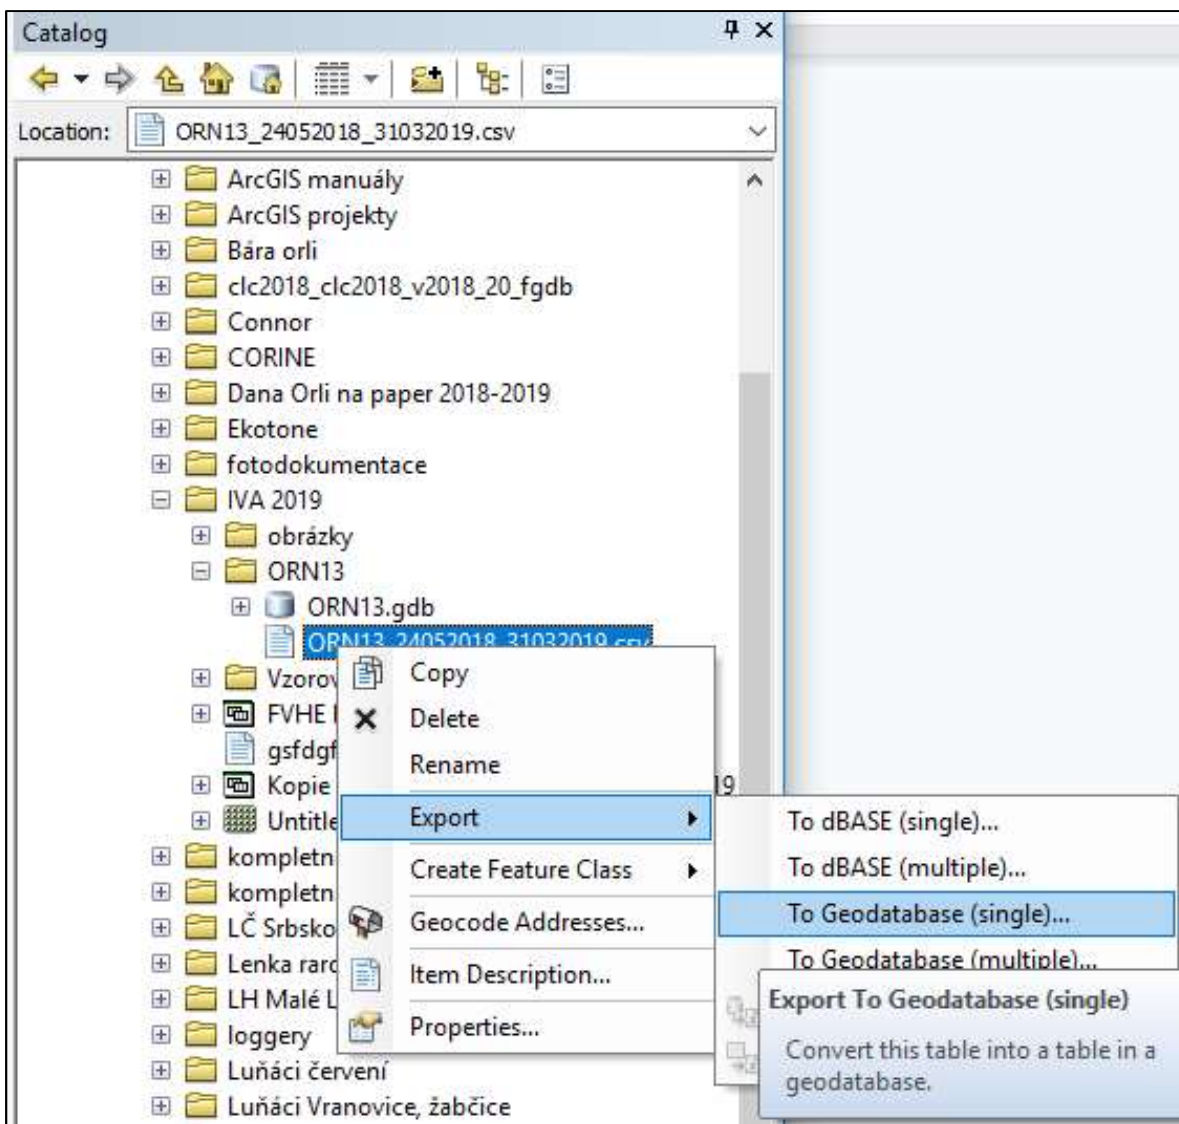 Catalog
Location: ORN13_24052018_31032019.csv
ArcGIS manuály
ArcGIS projekty
Bára orli
clc2018_clc2018_v2018_20_fgdb
Connor
CORINE
Dana Orli na paper 2018-2019
Ekotone
fotodokumentace
IVA 2019
obrázky
ORN13
ORN13.gdb
ORN13_24052018_31032019.csv
Vzorov
Copy
FVHE
Delete
gsfdgf
Rename
Kopie
19
Export
To dBASE (single)...
Untitle
To dBASE (multiple)...
kompletn
Create Feature Class
kompletn
To Geodatabase (single)...
LČ Srbsko
Geocode Addresses...
To Geodatabase (multiple)...
Lenka raro
Item Description...
LH Malé L
Export To Geodatabase (single)
loggery
Properties...
Convert this table into a table in a
geodatabase.
Luňáci červení
Luňáci Vranovice, žabčice